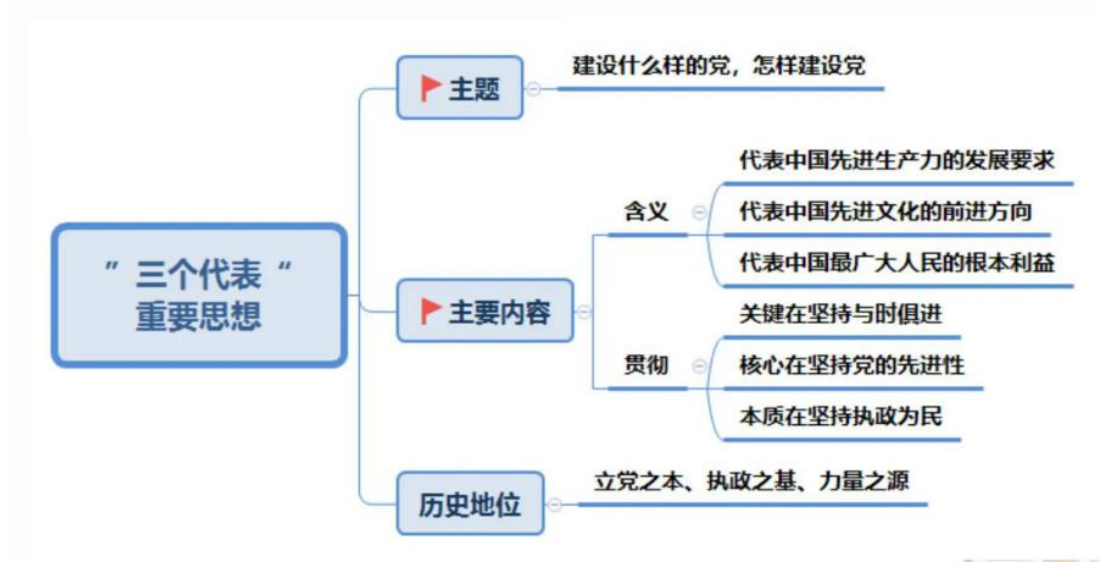 ”三个代表“
重要思想
主题
建设什么样的党，怎样建设党
主要内容
含义
代表中国先进生产力的发展要求
代表中国先进文化的前进方向
代表中国最广大人民的根本利益
贯彻
关键在坚持与时俱进
核心在坚持党的先进性
本质在坚持执政为民
历史地位
立党之本、执政之基、力量之源